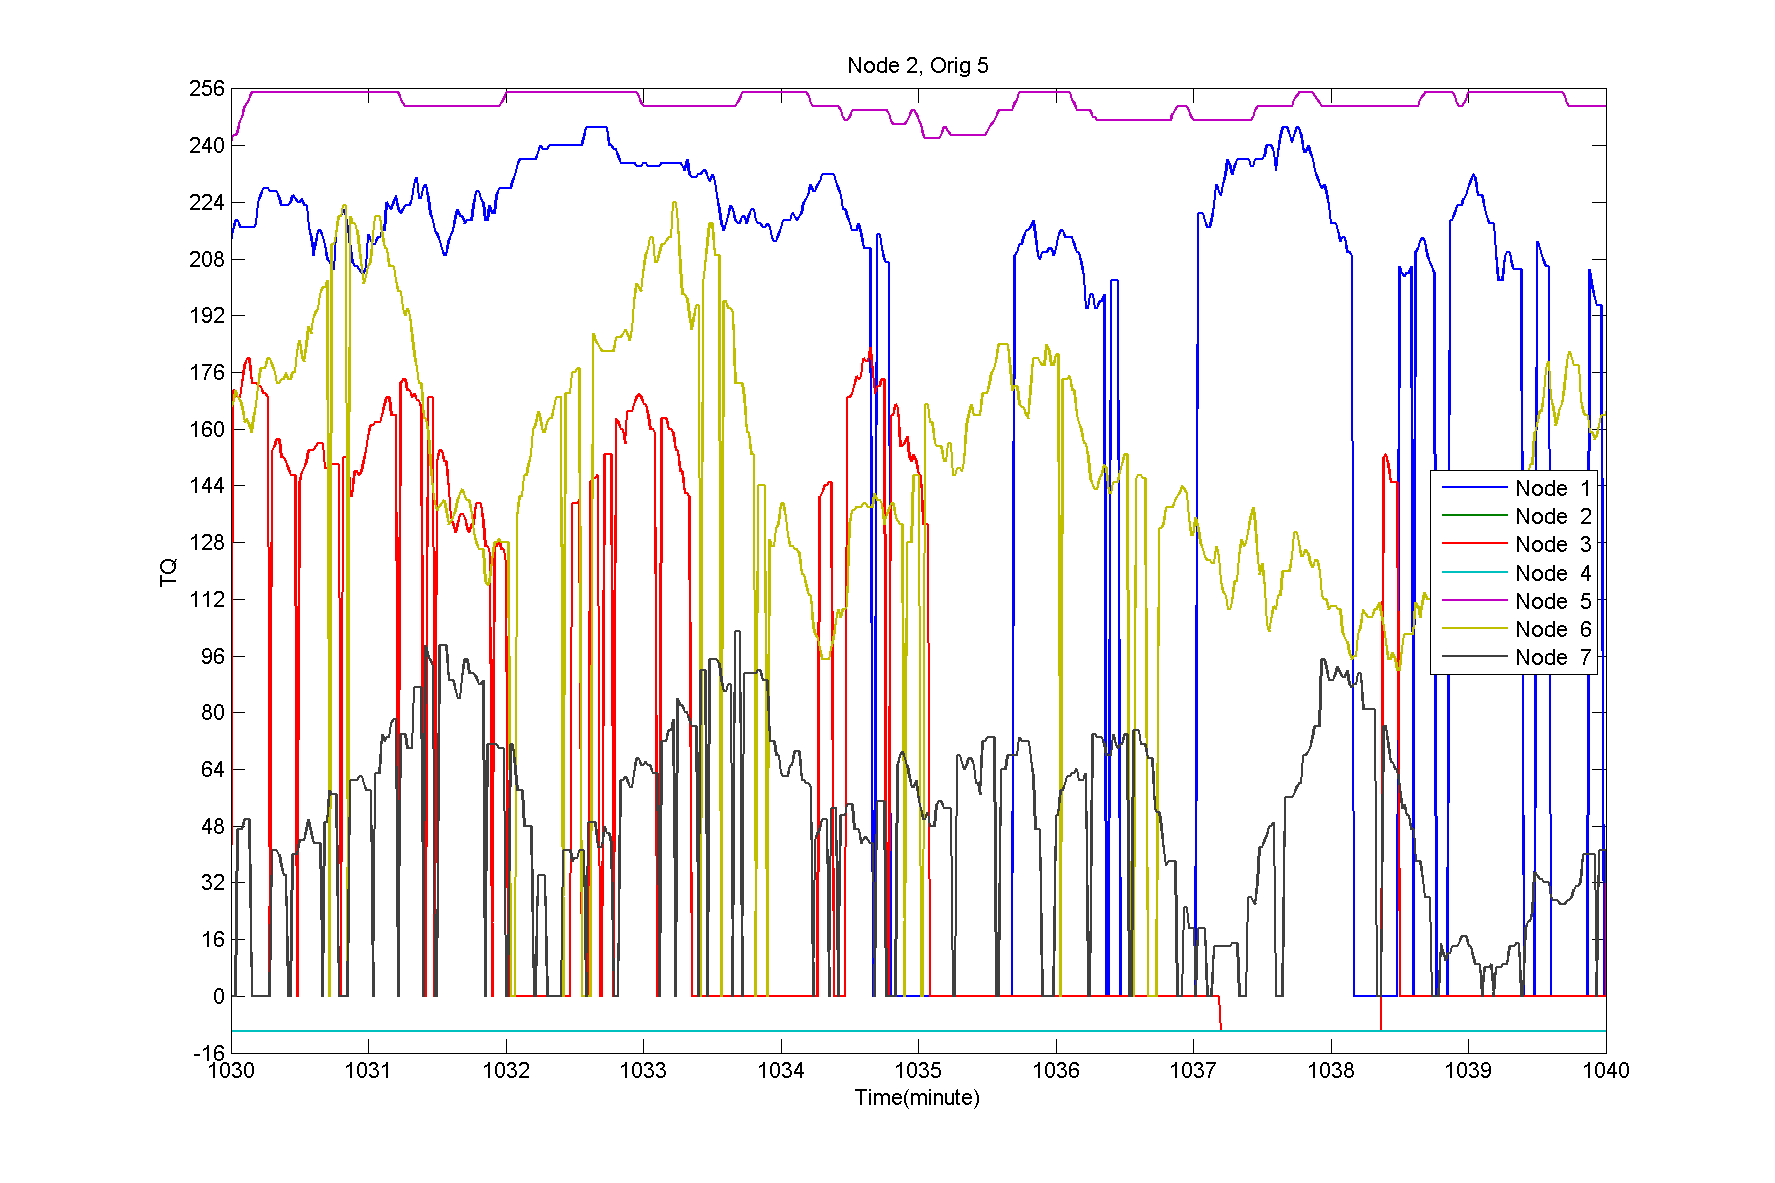 Node 2, Orig 5
256
240
224
208
192
176
160
144
128
112
96
80
64
48
32
16
0
-16
TQ
Node 1
Node 2
Node 3
Node 4
Node 5
Node 6
Node 7
1030 1031 1032 1033 1034 1035 1036 1037 1038 1039 1040
Time(minute)